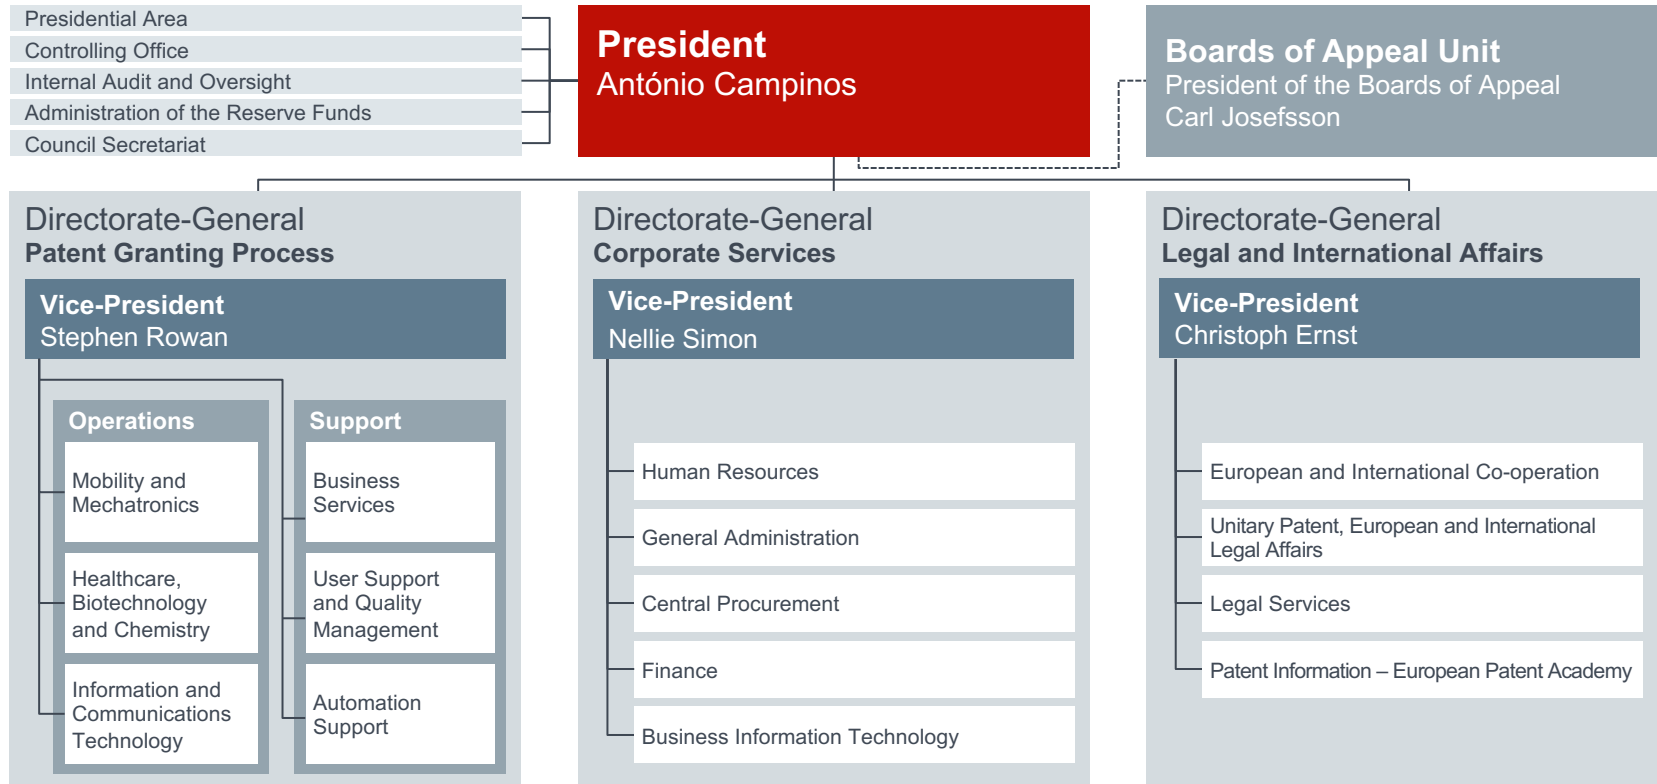 Presidential Area
Controlling Office
Internal Audit and Oversight
Administration of the Reserve Funds
Council Secretariat
President
António Campinos
Boards of Appeal Unit
President of the Boards of Appeal
Carl Josefsson
Directorate-General
Patent Granting Process
Vice-President
Stephen Rowan
Operations
Mobility and
Mechatronics
Healthcare,
Biotechnology
and Chemistry
Information and
Communications
Technology
Support
Business
Services
User Support
and Quality
Management
Automation
Support
Directorate-General
Corporate Services
Vice-President
Nellie Simon
Human Resources
General Administration
Central Procurement
Finance
Business Information Technology
Directorate-General
Legal and International Affairs
Vice-President
Christoph Ernst
European and International Co-operation
Unitary Patent, European and International
Legal Affairs
Legal Services
Patent Information – European Patent Academy